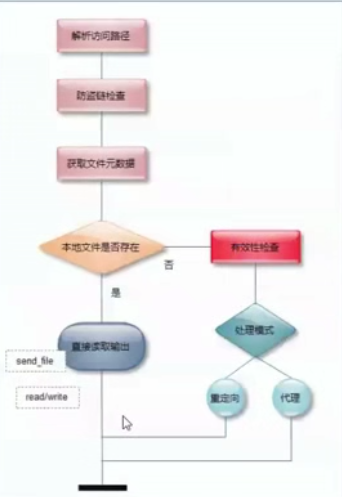 解析访问路径
防盗链检查
获取文件元数据
本地文件是否存在
有效性检查
否
是
处理模式
直接读取输出
send_file
read/write
重定向
代理